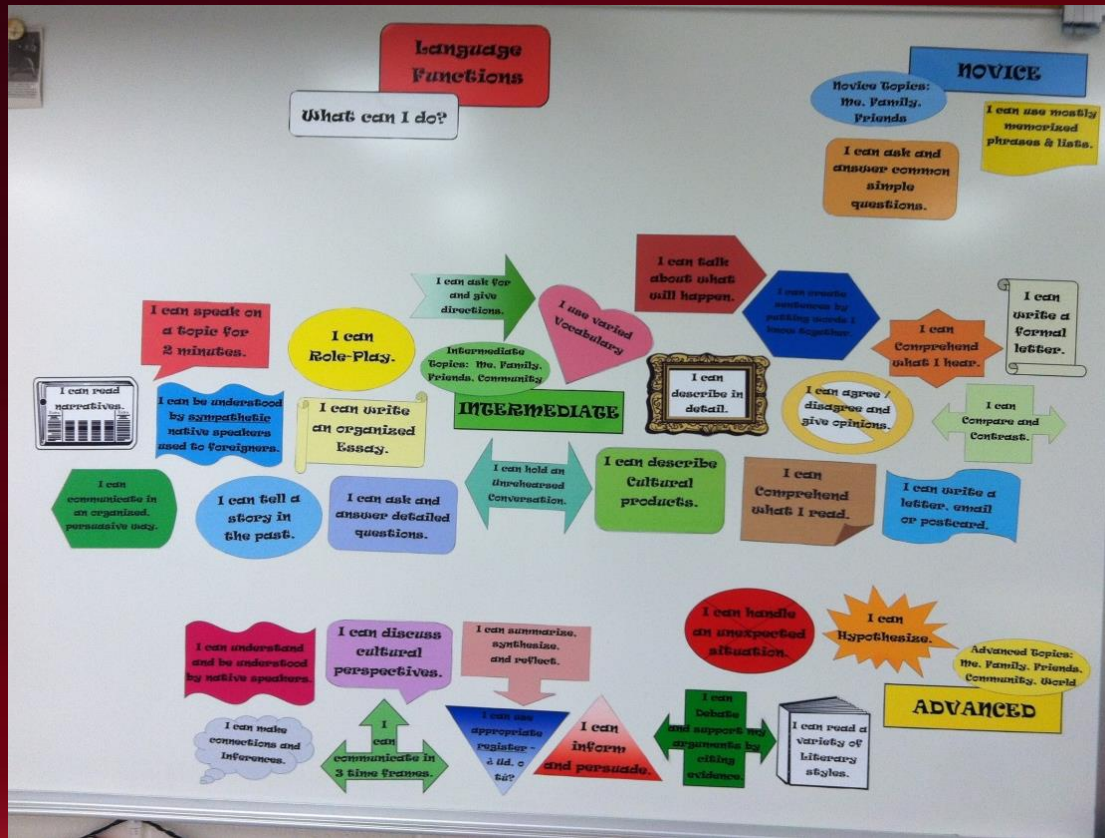 Language
Functions
What can I do?
NOVICE
Novice Topics:
Me, Family,
Friends
I can use mostly
memorized
phrases & lists.
I can ask and
answer common
simple
questions.
I can ask for
and give
directions.
I use varied
Vocabulary
I can talk
about what
will happen.
I can create
sentences by
putting words I
know together.
I can
Comprehend
what I hear.
I can
write a
formal
letter.
I can speak on
a topic for
2 minutes.
I can
Role-Play.
Intermediate
Topics: Me, Family,
Friends, Community
INTERMEDIATE
I can
describe in
detail.
I can agree /
disagree and
give opinions.
I can
Compare and
Contrast.
I can read
narratives.
I can be understood
by sympathetic
native speakers
used to foreigners.
I can write
an organized
Essay.
I can
communicate in
an organized,
persuasive way.
I can tell a
story in
the past.
I can ask and
answer detailed
questions.
I can hold an
Unrehearsed
Conversation.
I can describe
Cultural
products.
I can
Comprehend
what I read.
I can write a
letter, email
or postcard.
I can understand
and be understood
by native speakers.
I can discuss
cultural
perspectives.
I can summarize,
synthesize,
and reflect.
I can handle
an unexpected
situation.
I can
Hypothesize.
Advanced Topics:
Me, Family, Friends,
Community, World
ADVANCED
I can make
connections and
Inferences.
I
can
communicate in
3 time frames.
I can use
appropriate
register -
¿Ud. o
tú?
I can
inform
and persuade.
I can
Debate
and support my
arguments by
citing
evidence.
I can read a
variety of
Literary
styles.